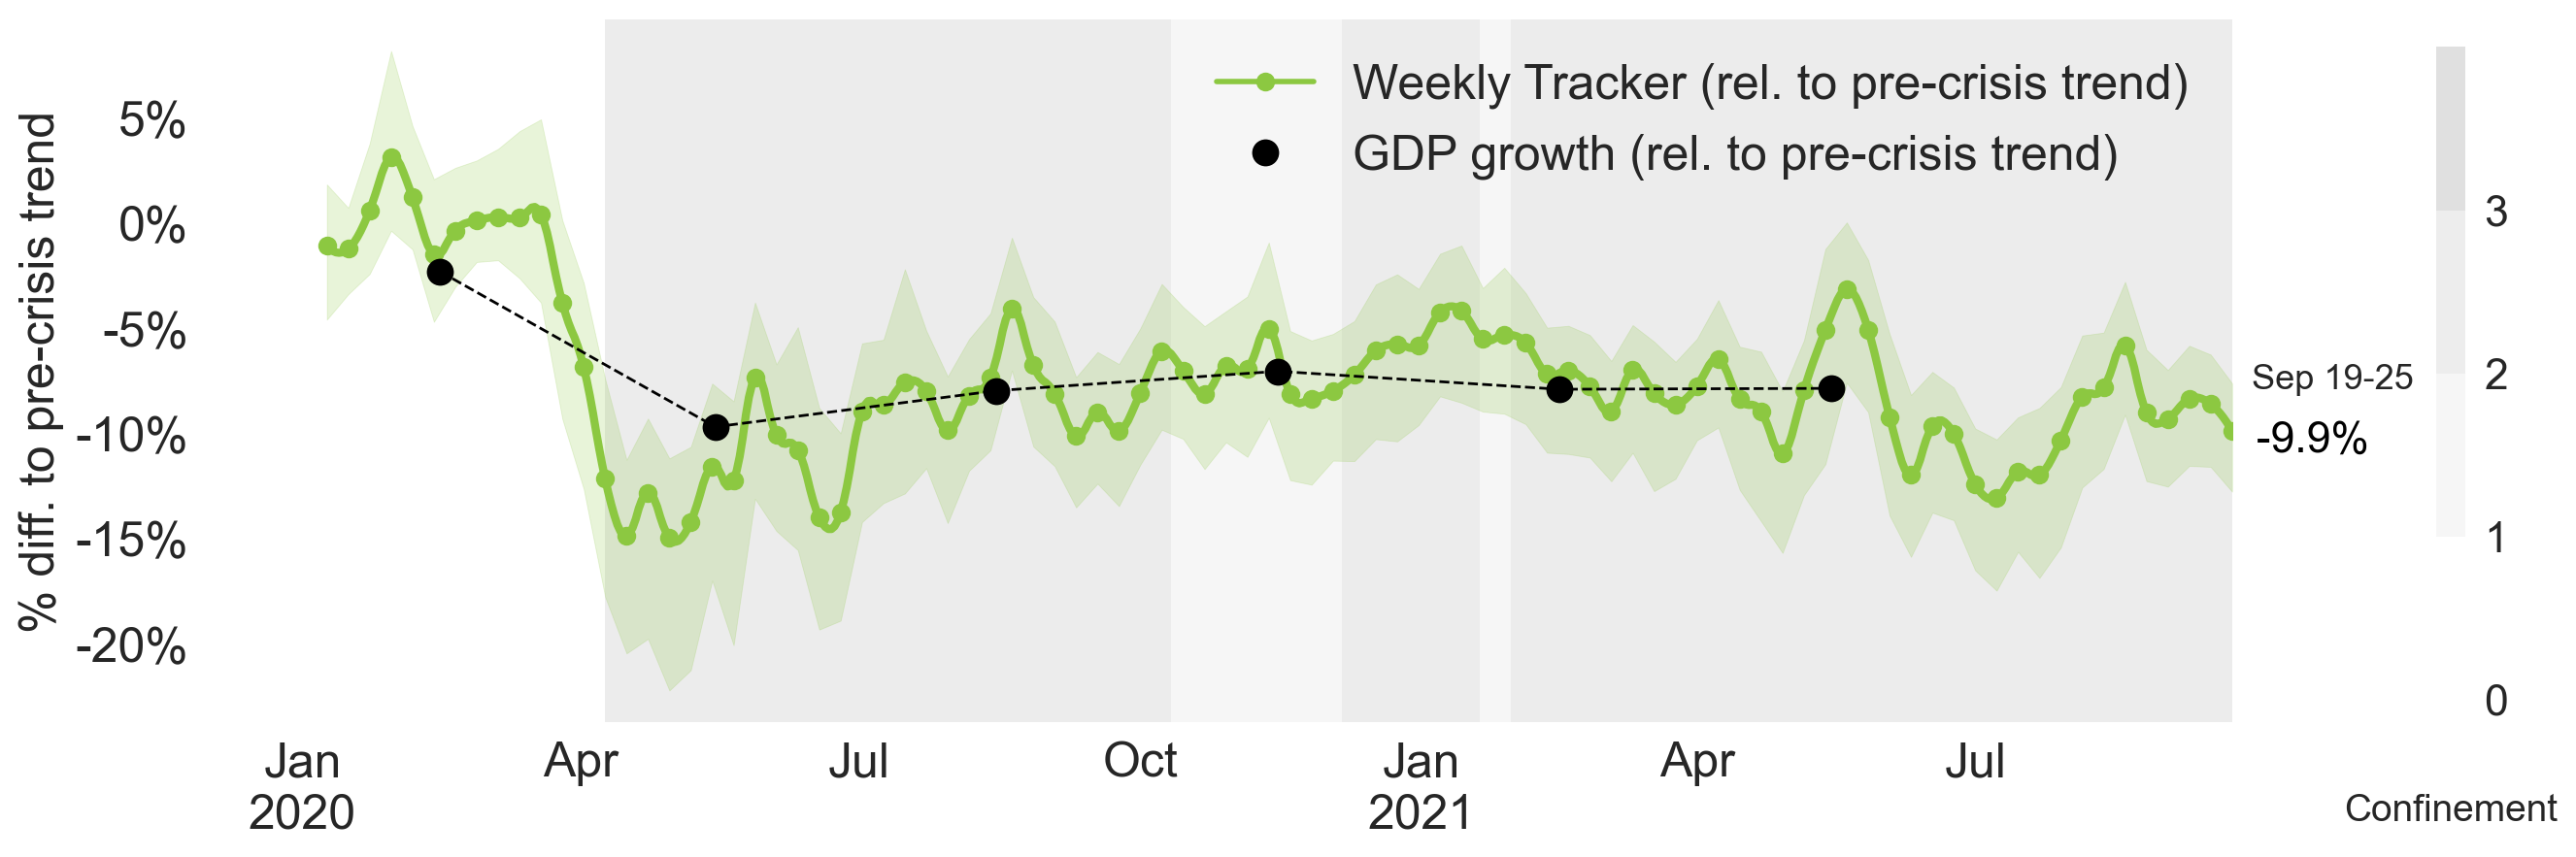 Weekly Tracker (rel. to pre-crisis trend)
GDP growth (rel. to pre-crisis trend)
% diff. to pre-crisis trend
5%
0%
-5%
-10%
-15%
-20%
Sep 19-25
-9.9%
3
2
1
0
Jan Apr Jul Oct Jan Apr Jul
2020 2021
Confinement